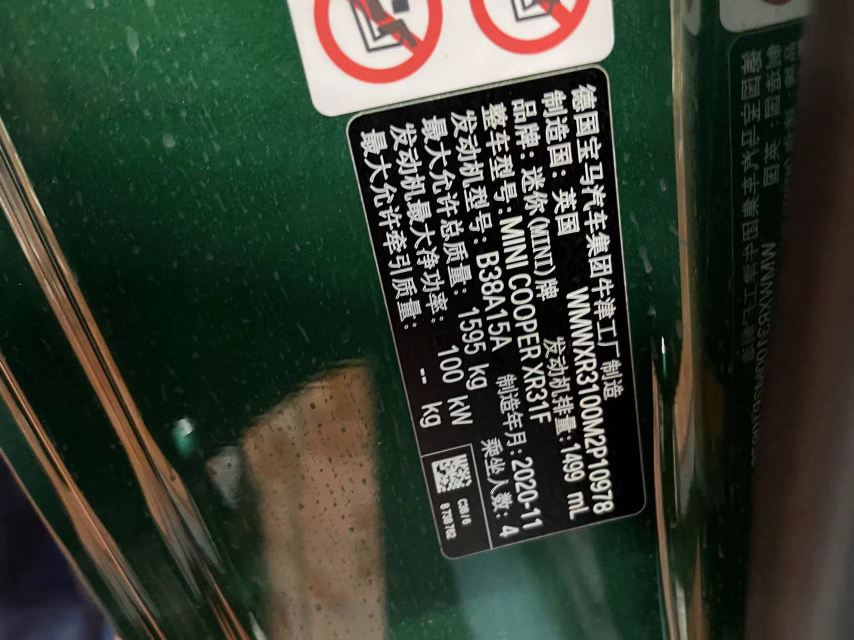 德国宝马汽车集团牛津工厂制造
制造国：英国 WMWXR3100M2P10978
品牌：迷你(MINI)牌 发动机排量：1499 mL
整车型号：MINI COOPER XR31F 制造年月：2020-11
发动机型号：B38A15A 乘坐人数：4
最大允许总质量：1595 kg
发动机最大净功率：100 kW
最大允许牵引质量：-- kg
8 738 762